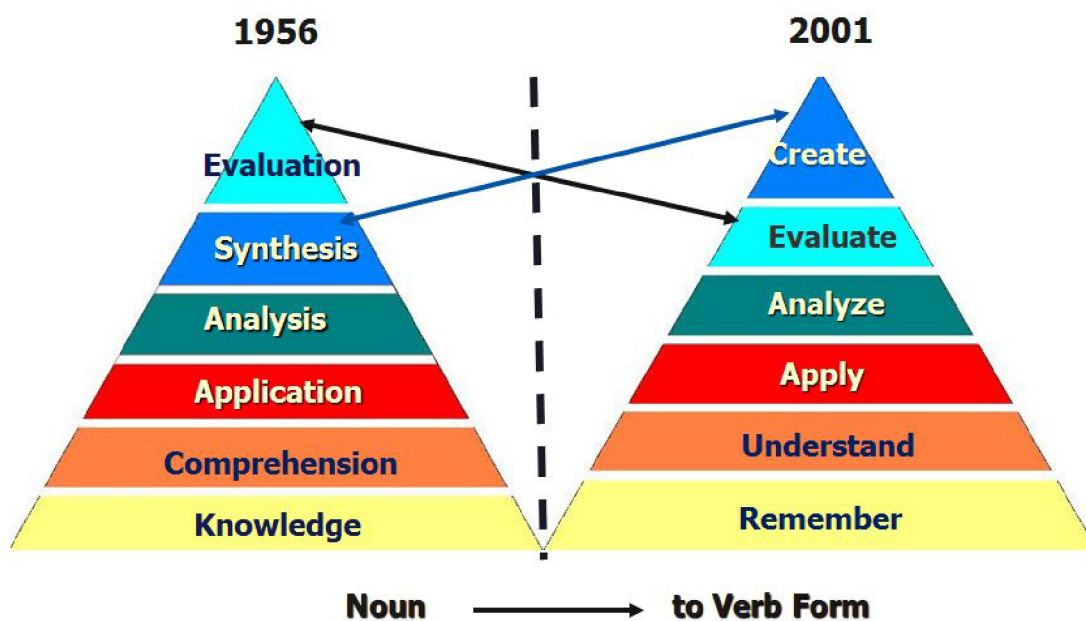 1956
Evaluation
Synthesis
Analysis
Application
Comprehension
Knowledge
2001
Create
Evaluate
Analyze
Apply
Understand
Remember
Noun to Verb Form